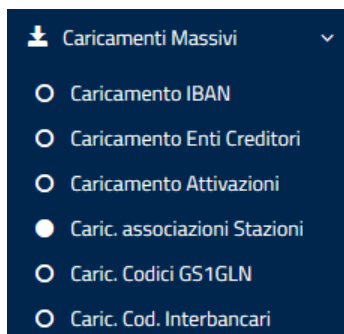 Caricamenti Massivi
Caricamento IBAN
Caricamento Enti Creditori
Caricamento Attivazioni
Caric. associazioni Stazioni
Caric. Codici GS1GLN
Caric. Cod. Interbancari